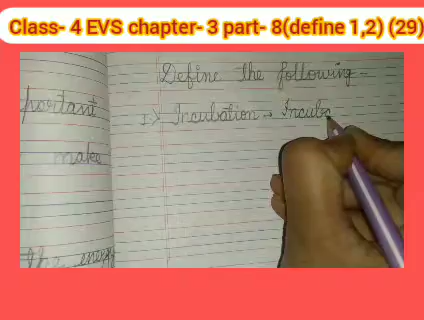 Class- 4 EVS chapter- 3 part- 8(define 1,2) (29)
Define the following -
portant
1.) Incubation → Incuba
make
the energy